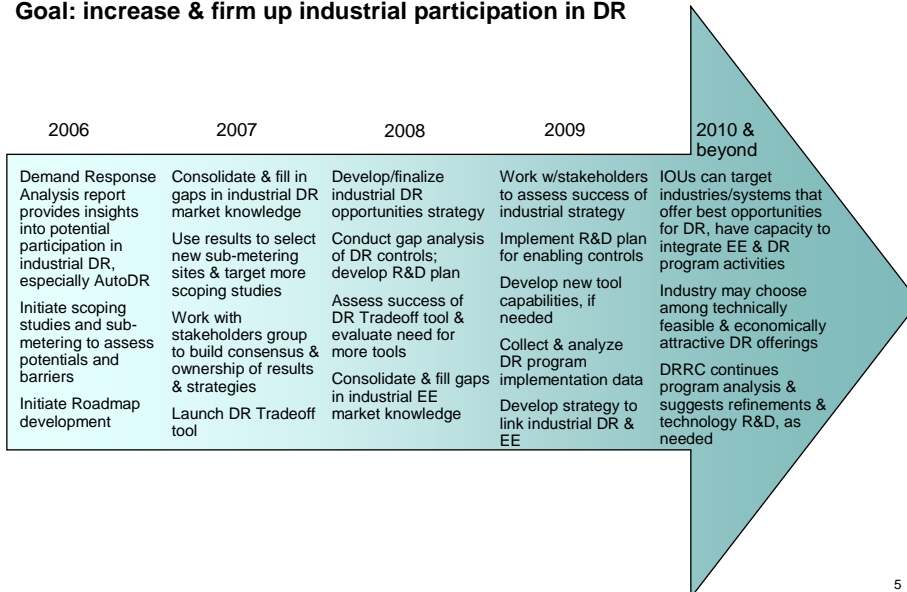 Goal: increase & firm up industrial participation in DR
2006
Demand Response
Analysis report
provides insights
into potential
participation in
industrial DR,
especially AutoDR
Initiate scoping
studies and sub-
metering to assess
potentials and
barriers
Initiate Roadmap
development
2007
Consolidate & fill in
gaps in industrial DR
market knowledge
Use results to select
new sub-metering
sites & target more
scoping studies
Work with
stakeholders group
to build consensus &
ownership of results
& strategies
Launch DR Tradeoff
tool
2008
Develop/finalize
industrial DR
opportunities strategy
Conduct gap analysis
of DR controls;
develop R&D plan
Assess success of
DR Tradeoff tool &
evaluate need for
more tools
Consolidate & fill gaps
in industrial EE
market knowledge
2009
Work w/stakeholders
to assess success of
industrial strategy
Implement R&D plan
for enabling controls
Develop new tool
capabilities, if
needed
Collect & analyze
DR program
implementation data
Develop strategy to
link industrial DR &
EE
2010 &
beyond
IOUs can target
industries/systems that
offer best opportunities
for DR, have capacity to
integrate EE & DR
program activities
Industry may choose
among technically
feasible & economically
attractive DR offerings
DRRC continues
program analysis &
suggests refinements &
technology R&D, as
needed
5